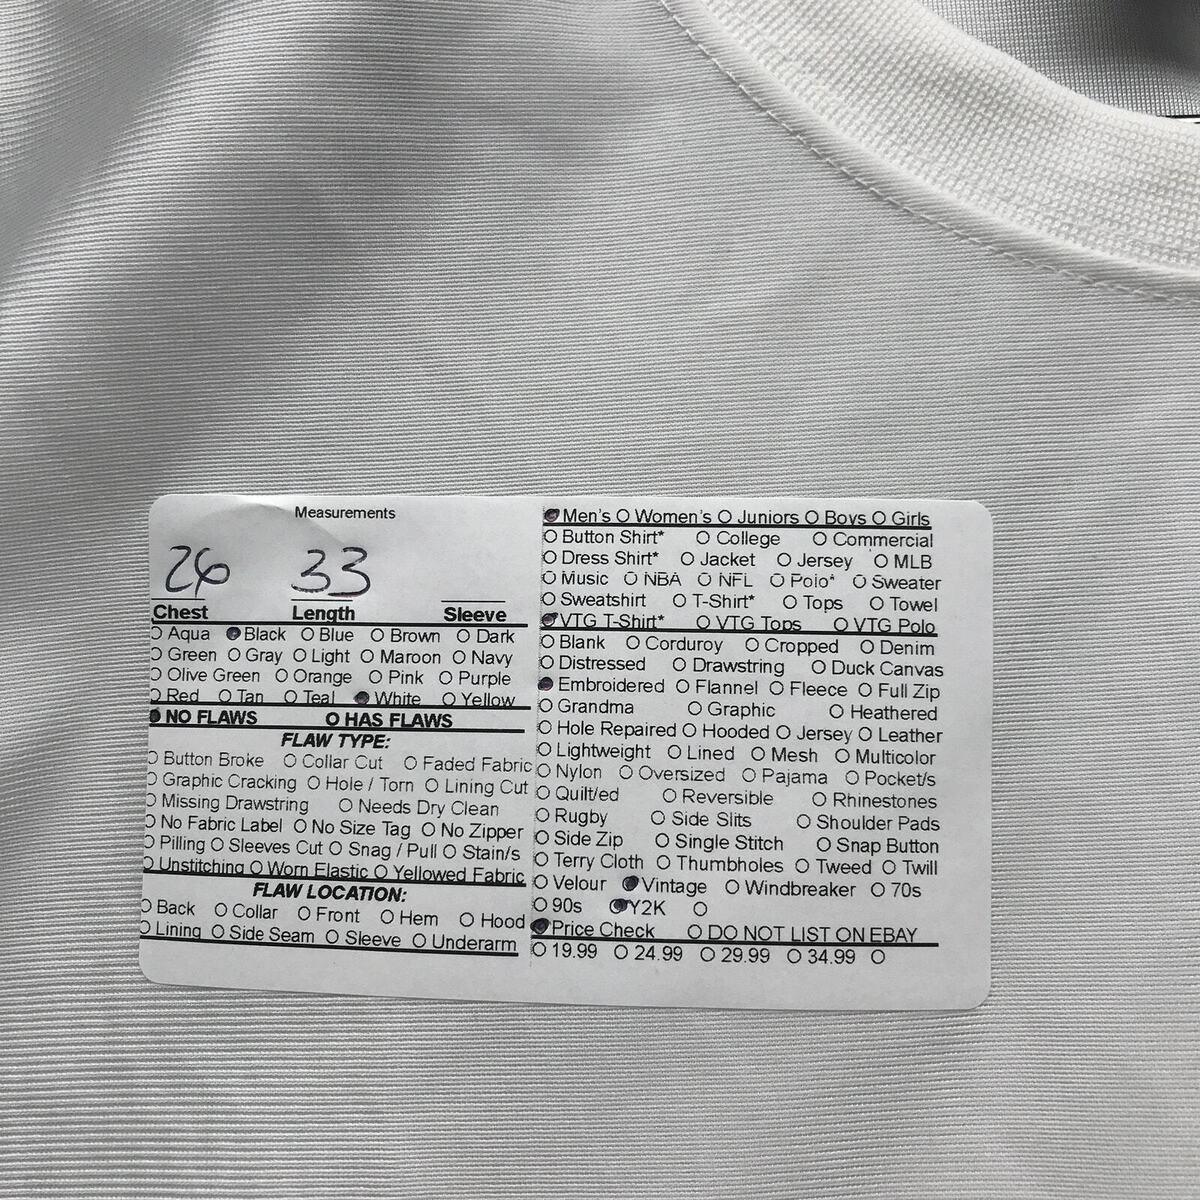 Measurements
26 33
Chest Length Sleeve
O Aqua ● Black O Blue O Brown O Dark
O Green O Gray O Light O Maroon O Navy
O Olive Green O Orange O Pink O Purple
O Red O Tan O Teal ● White O Yellow
● NO FLAWS O HAS FLAWS
FLAW TYPE:
O Button Broke O Collar Cut O Faded Fabric
O Graphic Cracking O Hole / Torn O Lining Cut
O Missing Drawstring O Needs Dry Clean
O No Fabric Label O No Size Tag O No Zipper
O Pilling O Sleeves Cut O Snag / Pull O Stain/s
O Unstitching O Worn Elastic O Yellowed Fabric
FLAW LOCATION:
O Back O Collar O Front O Hem O Hood
O Lining O Side Seam O Sleeve O Underarm
● Men's O Women's O Juniors O Boys O Girls
O Button Shirt* O College O Commercial
O Dress Shirt* O Jacket O Jersey O MLB
O Music O NBA O NFL O Polo* O Sweater
O Sweatshirt O T-Shirt* O Tops O Towel
● VTG T-Shirt* O VTG Tops O VTG Polo
O Blank O Corduroy O Cropped O Denim
O Distressed O Drawstring O Duck Canvas
● Embroidered O Flannel O Fleece O Full Zip
O Grandma O Graphic O Heathered
O Hole Repaired O Hooded O Jersey O Leather
O Lightweight O Lined O Mesh O Multicolor
O Nylon O Oversized O Pajama O Pocket/s
O Quilt/ed O Reversible O Rhinestones
O Rugby O Side Slits O Shoulder Pads
O Side Zip O Single Stitch O Snap Button
O Terry Cloth O Thumbholes O Tweed O Twill
O Velour ● Vintage O Windbreaker O 70s
O 90s ● Y2K O
● Price Check O DO NOT LIST ON EBAY
O 19.99 O 24.99 O 29.99 O 34.99 O